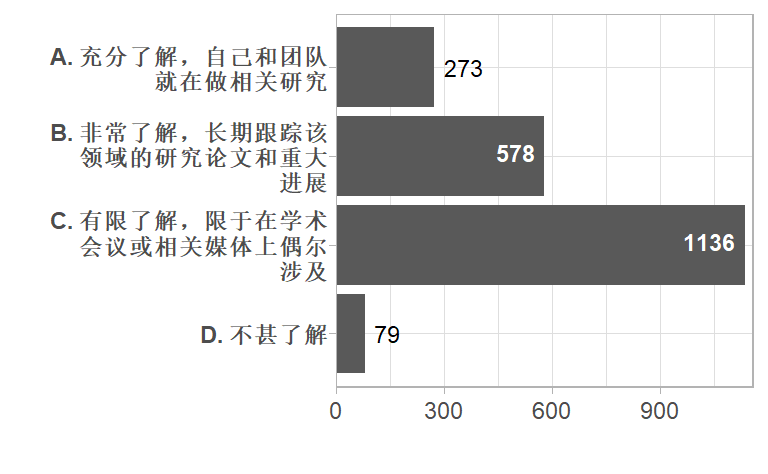 A. 充分了解，自己和团队
就在做相关研究
273
B. 非常了解，长期跟踪该
领域的研究论文和重大
进展
578
C. 有限了解，限于在学术
会议或相关媒体上偶尔
涉及
1136
D. 不甚了解
79
0 300 600 900